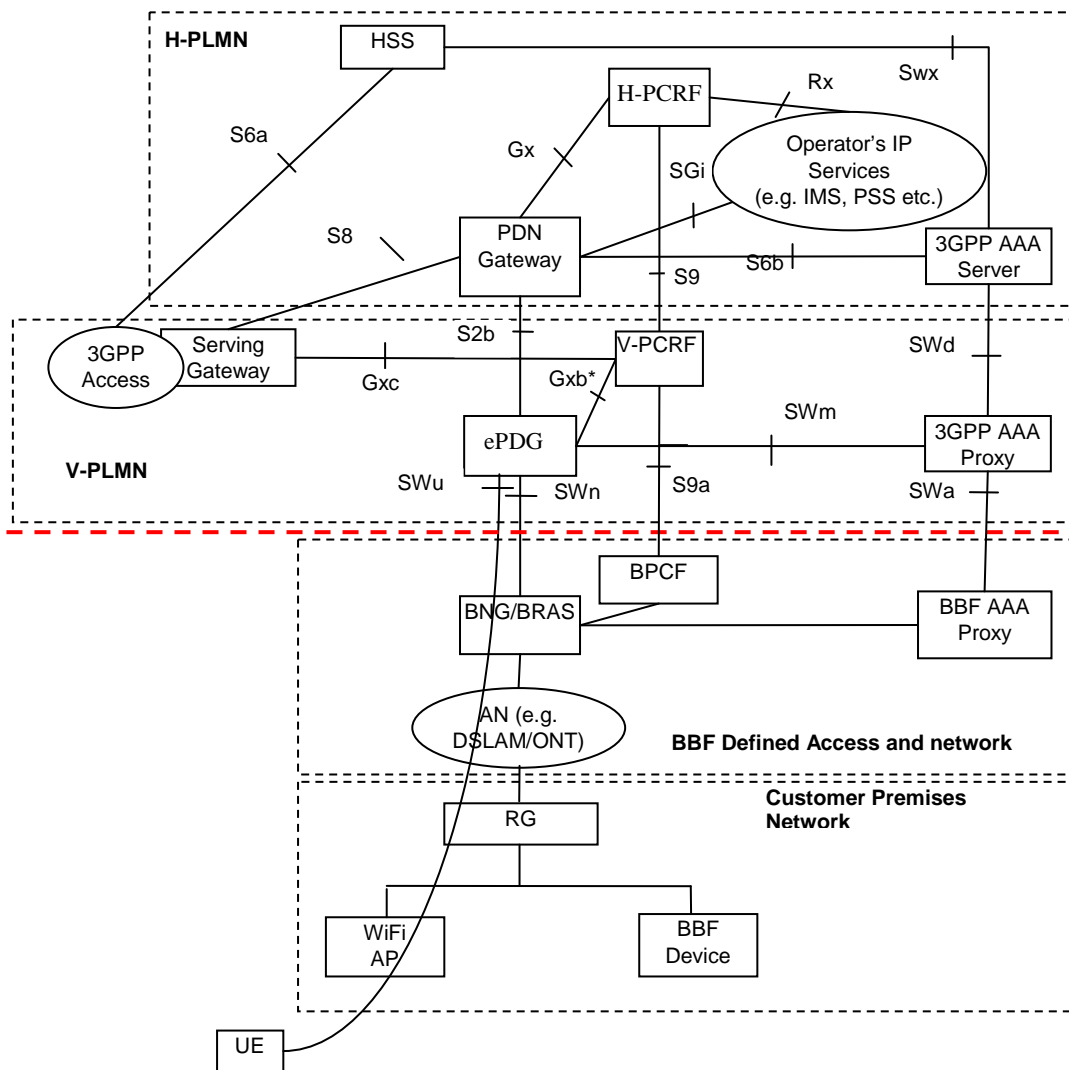 H-PLMN
HSS
Swx
H-PCRF
Rx
S6a
Gx
Operator's IP
Services
(e.g. IMS, PSS etc.)
SGi
S8
PDN
Gateway
3GPP AAA
Server
S9
S6b
S2b
V-PCRF
3GPP
Access
Serving
Gateway
SWd
Gxc
Gxb*
SWm
ePDG
3GPP AAA
Proxy
V-PLMN
SWu
SWn
S9a
SWa
BPCF
BNG/BRAS
BBF AAA
Proxy
AN (e.g.
DSLAM/ONT)
BBF Defined Access and network
Customer Premises
Network
RG
WiFi
AP
BBF
Device
UE